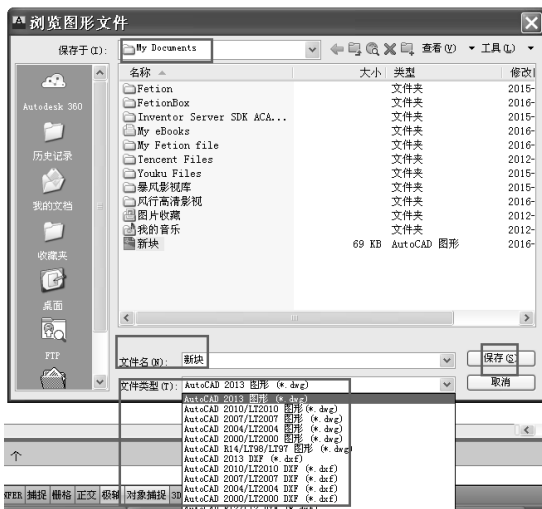 浏览图形文件
保存于(I): My Documents 查看(V) 工具(L)
名称 大小 类型 修改
Autodesk 360
历史记录
我的文档
收藏夹
桌面
FTP
Fetion 文件夹 2015-
FetionBox 文件夹 2016-
Inventor Server SDK ACA... 文件夹 2015-
My eBooks 文件夹 2016-
My Fetion file 文件夹 2016-
Tencent Files 文件夹 2012-
Youku Files 文件夹 2015-
暴风影视库 文件夹 2015-
风行高清影视 文件夹 2016-
图片收藏 文件夹 2012-
我的音乐 文件夹 2012-
新块 69 KB AutoCAD 图形 2016-
文件名(N): 新块 保存(S)
文件类型(T): AutoCAD 2013 图形 (*.dwg) 取消
AutoCAD 2013 图形 (*.dwg)
AutoCAD 2010/LT2010 图形 (*.dwg)
AutoCAD 2007/LT2007 图形 (*.dwg)
AutoCAD 2004/LT2004 图形 (*.dwg)
AutoCAD 2000/LT2000 图形 (*.dwg)
AutoCAD R14/LT98/LT97 图形 (*.dwg)
AutoCAD 2013 DXF (*.dxf)
AutoCAD 2010/LT2010 DXF (*.dxf)
AutoCAD 2007/LT2007 DXF (*.dxf)
AutoCAD 2004/LT2004 DXF (*.dxf)
AutoCAD 2000/LT2000 DXF (*.dxf)
个
捕捉 栅格 正交 极轴 对象捕捉 3D